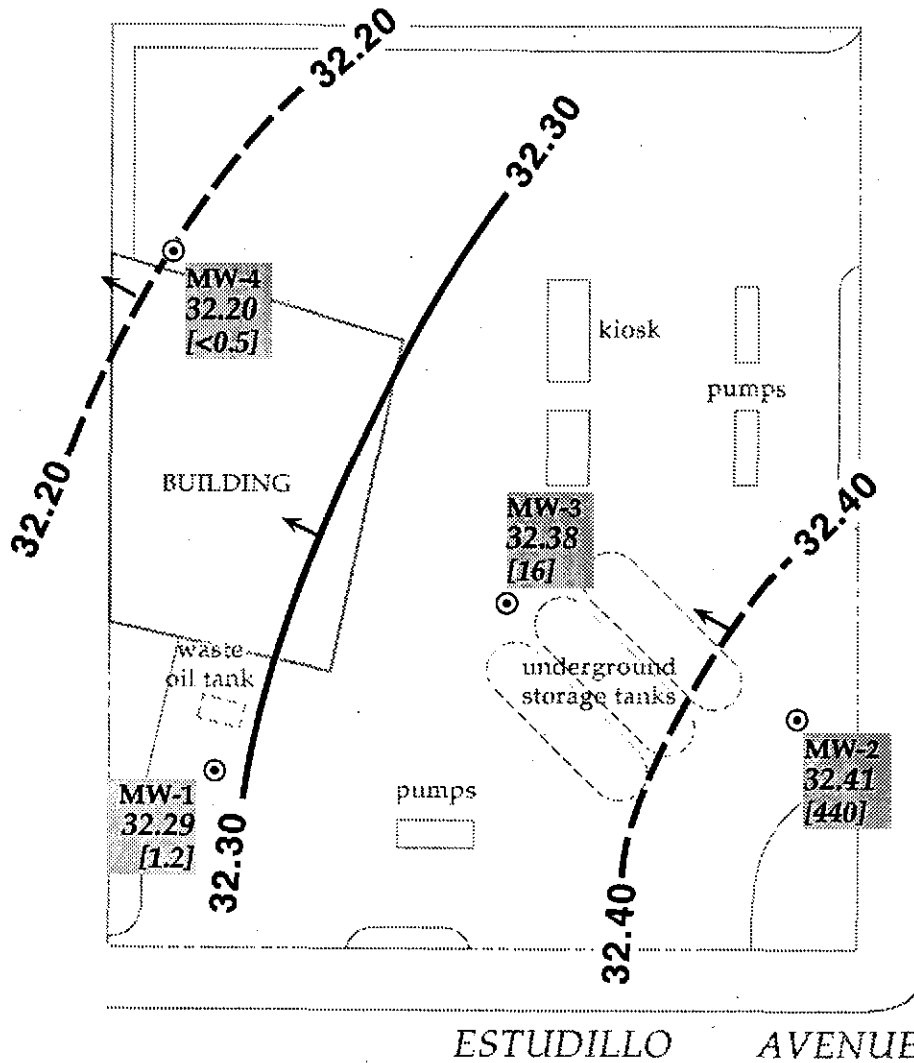 32.20
32.30
MW-4
32.20
[<0.5]
kiosk
pumps
32.20
BUILDING
MW-3
32.38
[16]
32.40
waste
oil tank
underground
storage tanks
MW-2
32.41
[440]
MW-1
32.29
[1.2]
pumps
32.30
32.40
ESTUDILLO AVENUE